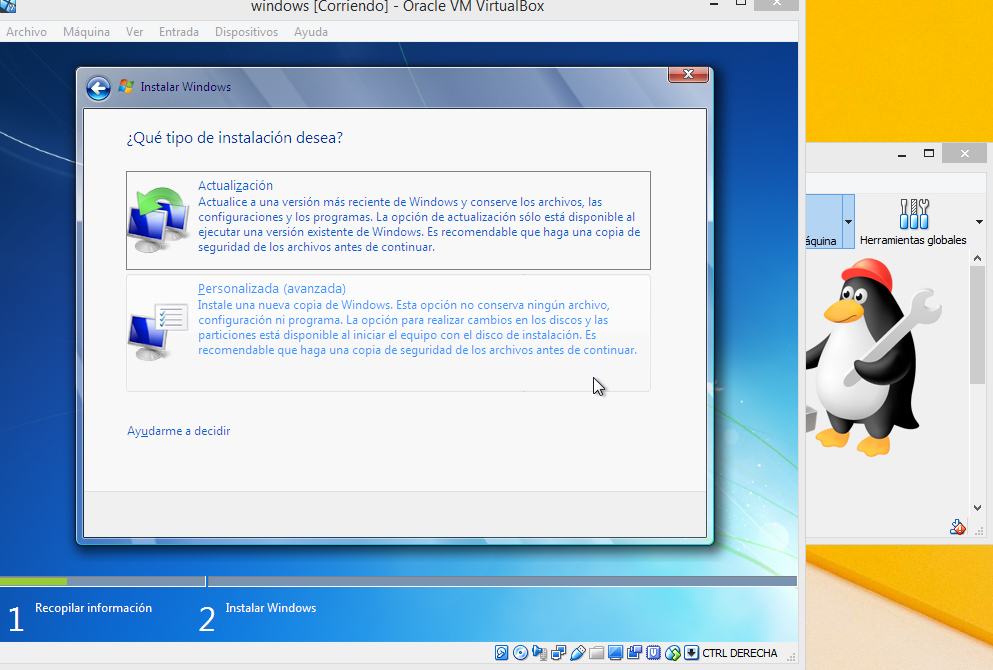 windows [Corriendo] - Oracle VM VirtualBox
Archivo Máquina Ver Entrada Dispositivos Ayuda
Instalar Windows
¿Qué tipo de instalación desea?
Actualización
Actualice a una versión más reciente de Windows y conserve los archivos, las
configuraciones y los programas. La opción de actualización sólo está disponible al
ejecutar una versión existente de Windows. Es recomendable que haga una copia de
seguridad de los archivos antes de continuar.
Personalizada (avanzada)
Instale una nueva copia de Windows. Esta opción no conserva ningún archivo,
configuración ni programa. La opción para realizar cambios en los discos y las
particiones está disponible al iniciar el equipo con el disco de instalación. Es
recomendable que haga una copia de seguridad de los archivos antes de continuar.
Ayudarme a decidir
áquina Herramientas globales
1 Recopilar información 2 Instalar Windows
CTRL DERECHA